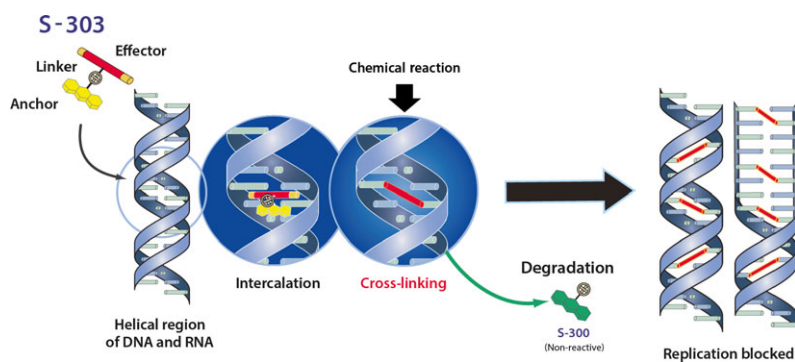 S-303
Effector
Linker
Anchor
Helical region
of DNA and RNA
Intercalation
Chemical reaction
Cross-linking
Degradation
S-300
(Non-reactive)
Replication blocked